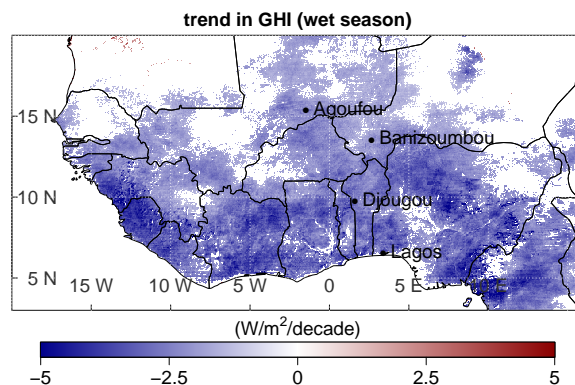 trend in GHI (wet season)
15 N
Agoufou
Banizoumbou
10 N
Djougou
Lagos
5 N
15 W 10 W 5 W 0 5 E 10 E
(W/m²/decade)
−5 −2.5 0 2.5 5